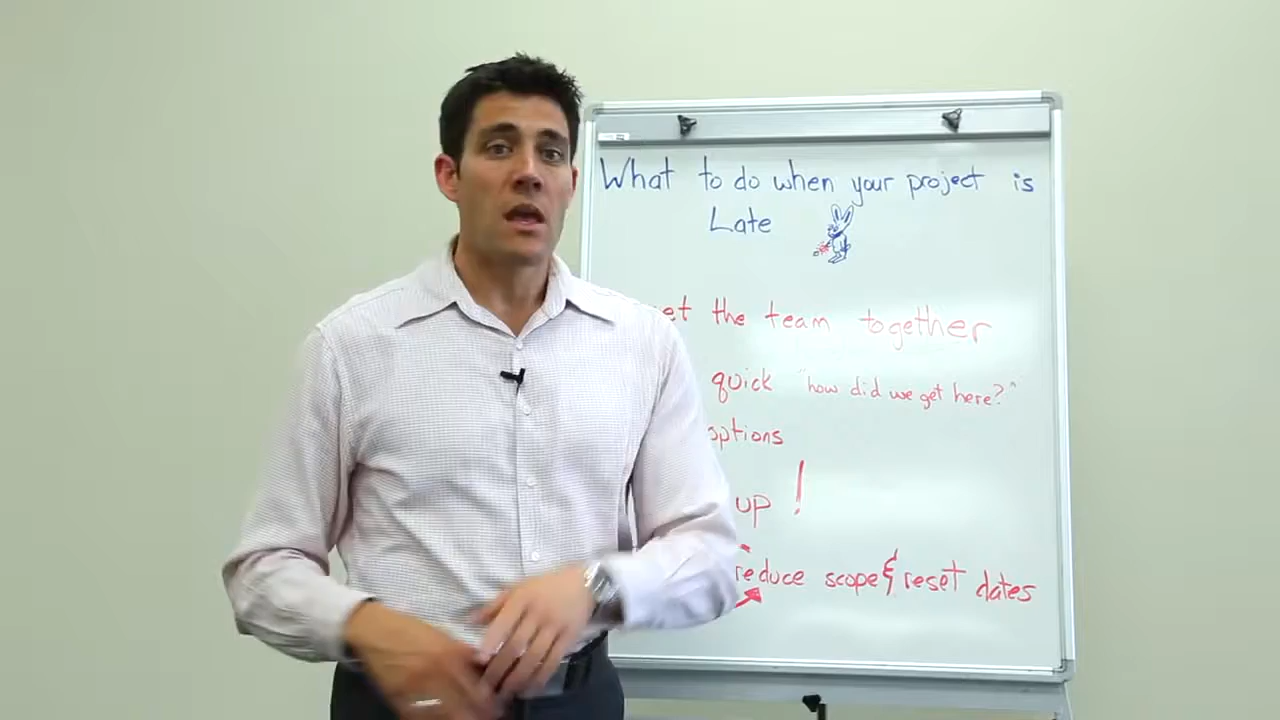 What to do when your project is
Late
et the team together
quick "how did we get here?"
options
up!
reduce scope & reset dates